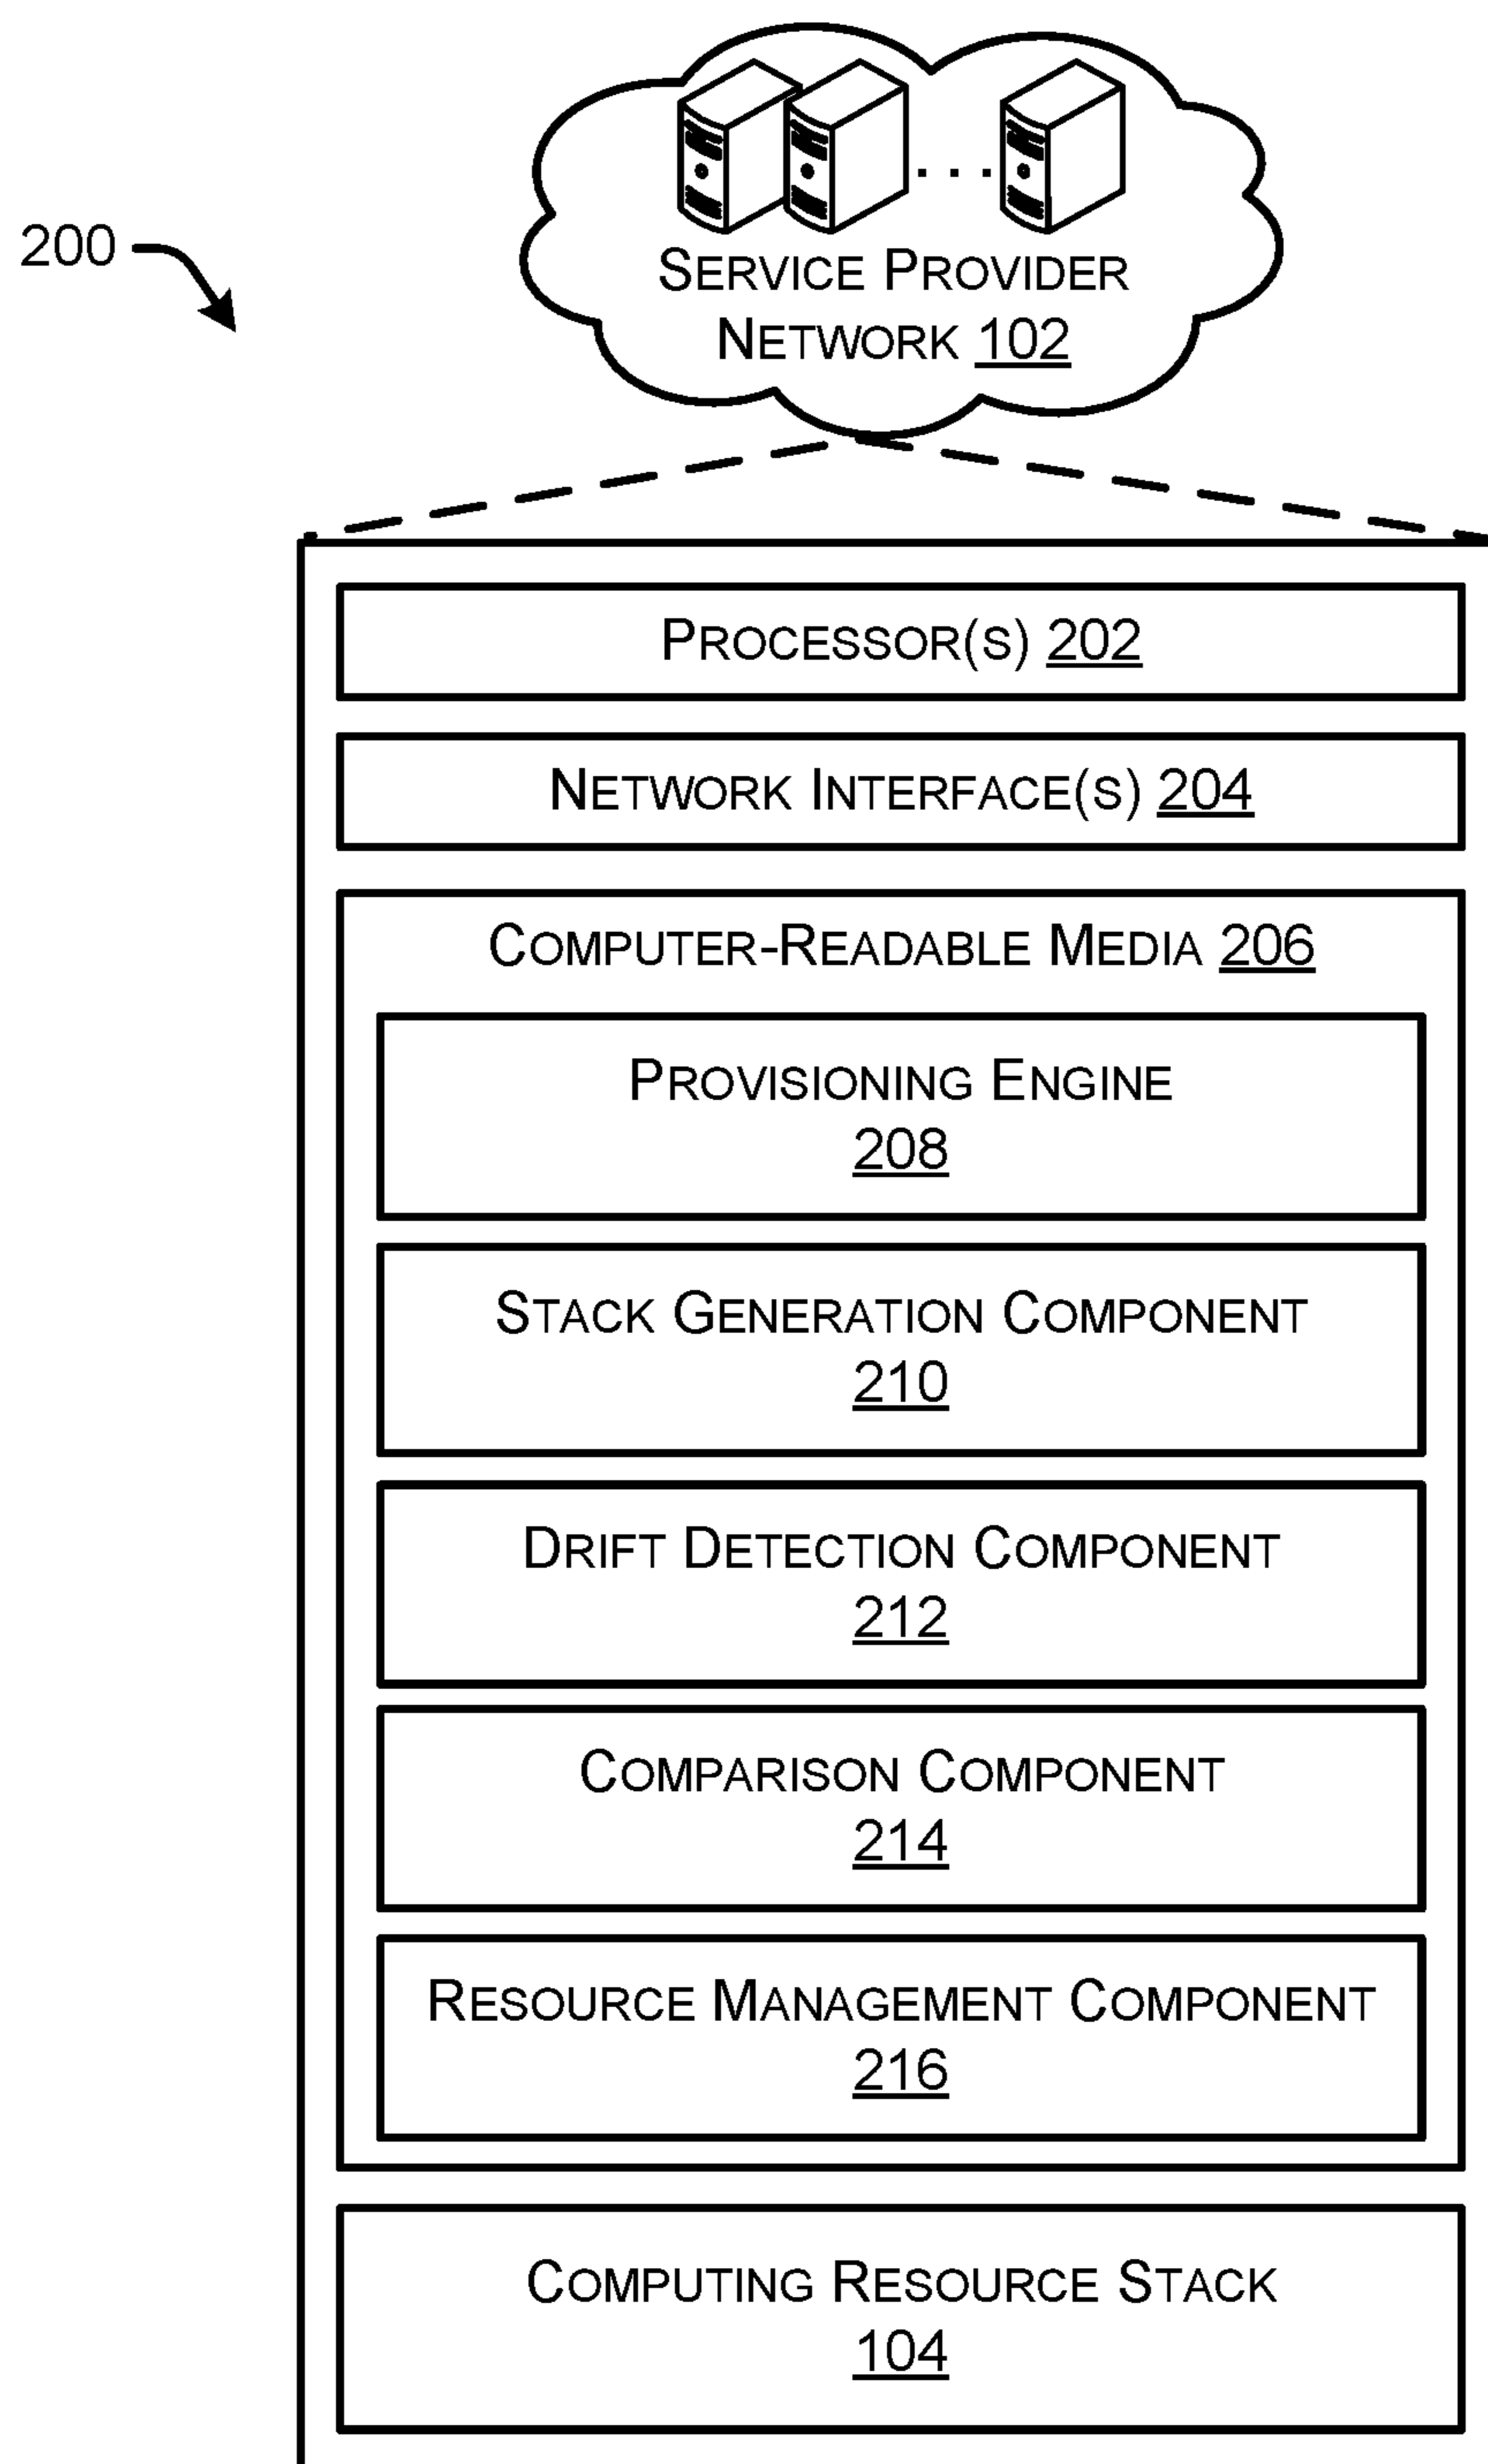 200
SERVICE PROVIDER
NETWORK 102
PROCESSOR(S) 202
NETWORK INTERFACE(S) 204
COMPUTER-READABLE MEDIA 206
PROVISIONING ENGINE
208
STACK GENERATION COMPONENT
210
DRIFT DETECTION COMPONENT
212
COMPARISON COMPONENT
214
RESOURCE MANAGEMENT COMPONENT
216
COMPUTING RESOURCE STACK
104